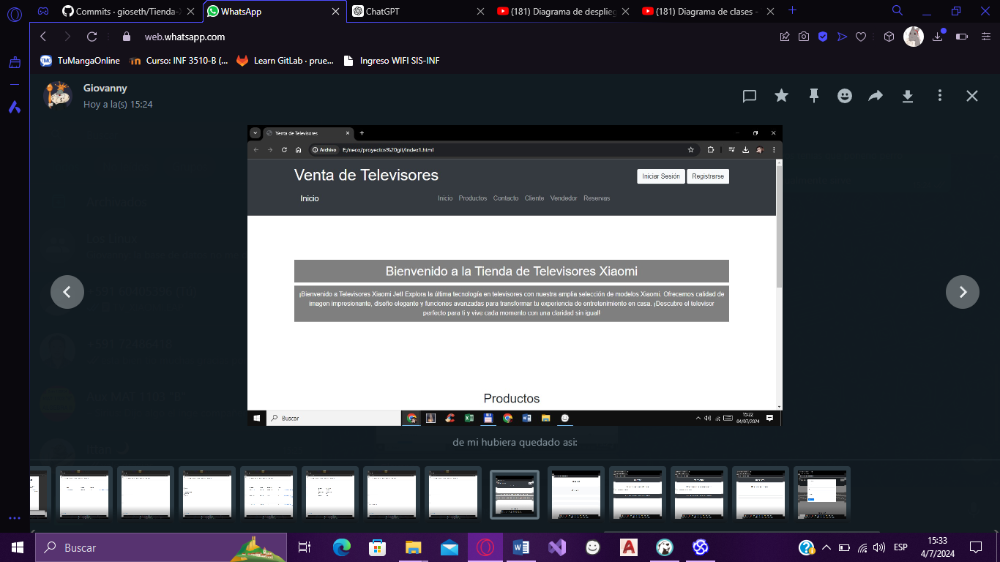 Commits · gioseth/Tienda-X
WhatsApp
ChatGPT
(181) Diagrama de desplieg
(181) Diagrama de clases -
web.whatsapp.com
TuMangaOnline
Curso: INF 3510-B (...
Learn GitLab · prue...
Ingreso WIFI SIS-INF
Giovanny
Hoy a la(s) 15:24
Venta de Televisores
Archivo
E:/neox/proyectos%20git/index1.html
Venta de Televisores
Iniciar Sesión
Registrarse
Inicio
Inicio
Productos
Contacto
Cliente
Vendedor
Reservas
Bienvenido a la Tienda de Televisores Xiaomi
¡Bienvenido a Televisores Xiaomi Jet! Explora la última tecnología en televisores con nuestra amplia selección de modelos Xiaomi. Ofrecemos calidad de
imagen impresionante, diseño elegante y funciones avanzadas para transformar tu experiencia de entretenimiento en casa. ¡Descubre el televisor
perfecto para ti y vive cada momento con una claridad sin igual!
Productos
Buscar
15:22
04/07/2024
de mi hubiera quedado asi:
Buscar
ESP
15:33
4/7/2024